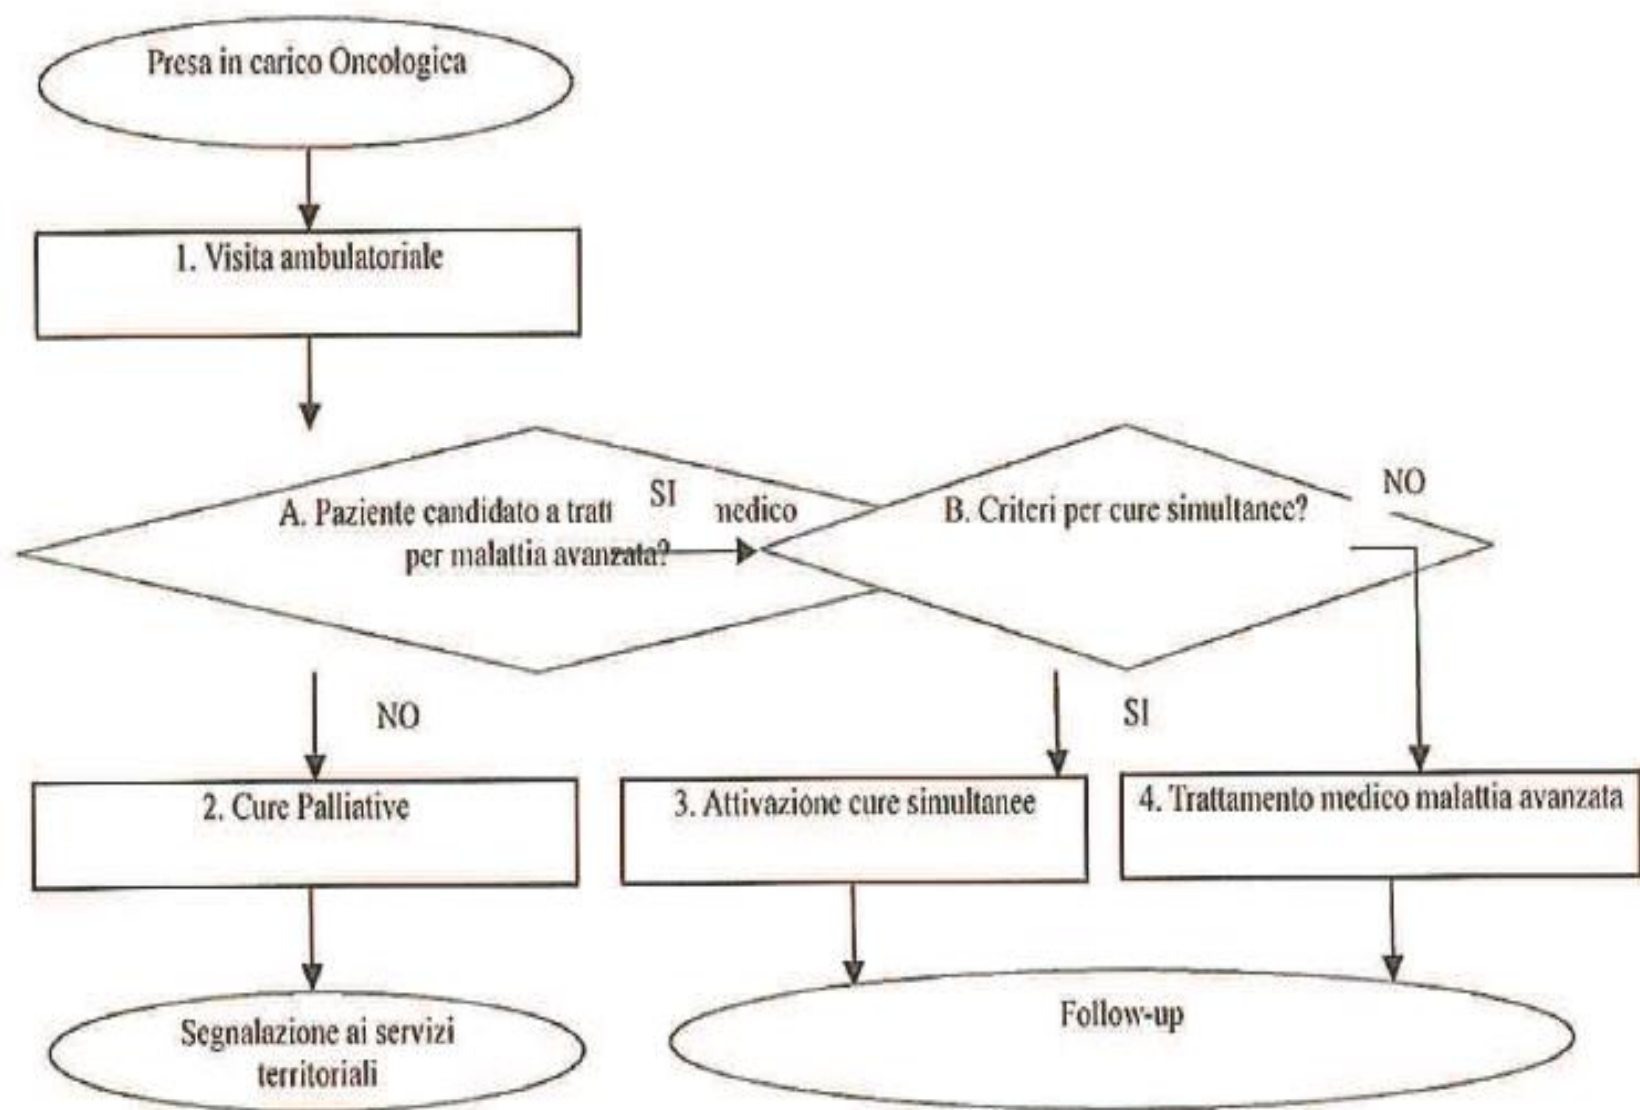 Presa in carico Oncologica
1. Visita ambulatoriale
A. Paziente candidato a tratt
SI
medico
per malattia avanzata?
B. Criteri per cure simultanee?
NO
NO
SI
2. Cure Palliative
3. Attivazione cure simultanee
4. Trattamento medico malattia avanzata
Segnalazione ai servizi
territoriali
Follow-up